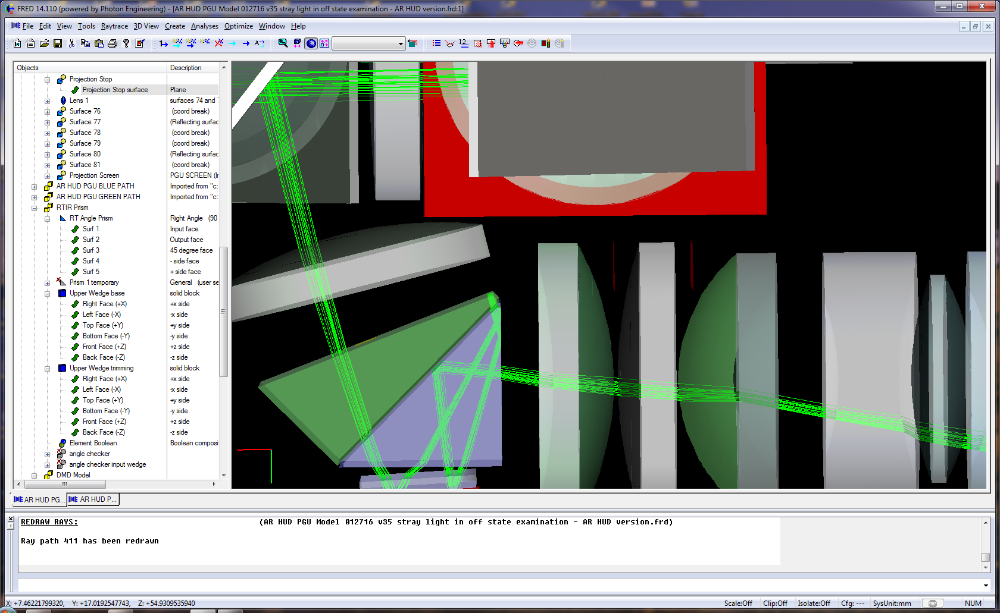 FRED 14.110 (powered by Photon Engineering) - [AR HUD PGU Model 012716 v35 stray light in off state examination - AR HUD version.frd:1]
File Edit View Tools Raytrace 3D View Create Analyses Optimize Window Help
Objects Description
Projection Stop
Projection Stop surface Plane
Lens 1 surfaces 74 and
Surface 76 (coord break)
Surface 77 (Reflecting surfac
Surface 78 (coord break)
Surface 79 (coord break)
Surface 80 (Reflecting surfac
Surface 81 (coord break)
Projection Screen PGU SCREEN (I
AR HUD PGU BLUE PATH Imported from "c:
AR HUD PGU GREEN PATH Imported from "c:
RTIR Prism
RT Angle Prism Right Angle (90
Surf 1 Input face
Surf 2 Output face
Surf 3 45 degree face
Surf 4 - side face
Surf 5 + side face
Prism 1 temporary General (user se
Upper Wedge base solid block
Right Face (+X) +x side
Left Face (-X) -x side
Top Face (+Y) +y side
Bottom Face (-Y) -y side
Front Face (+Z) +z side
Back Face (-Z) -z side
Upper Wedge trimming solid block
Right Face (+X) +x side
Left Face (-X) -x side
Top Face (+Y) +y side
Bottom Face (-Y) -y side
Front Face (+Z) +z side
Back Face (-Z) -z side
Element Boolean Boolean composi
angle checker
angle checker input wedge
DMD Model
AR HUD PG... AR HUD P...
REDRAW RAYS: (AR HUD PGU Model 012716 v35 stray light in off state examination - AR HUD version.frd)
Ray path 411 has been redrawn
X: +7.46221799320, Y: +17.0192547743, Z: +54.9309535940 Scale:Off Clip:Off Isolate:Off Cfg: --- SysUnit:mm STOP NUM